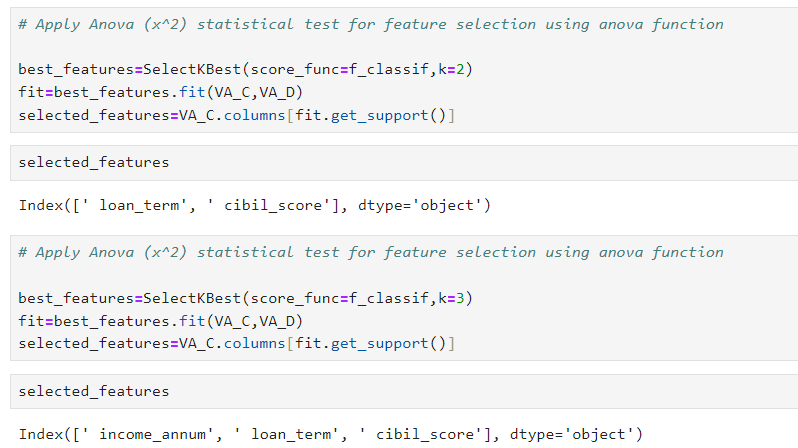 # Apply Anova (x^2) statistical test for feature selection using anova function
best_features=SelectKBest(score_func=f_classif,k=2)
fit=best_features.fit(VA_C,VA_D)
selected_features=VA_C.columns[fit.get_support()]
selected_features
Index([' loan_term', ' cibil_score'], dtype='object')
# Apply Anova (x^2) statistical test for feature selection using anova function
best_features=SelectKBest(score_func=f_classif,k=3)
fit=best_features.fit(VA_C,VA_D)
selected_features=VA_C.columns[fit.get_support()]
selected_features
Index([' income_annum', ' loan_term', ' cibil_score'], dtype='object')